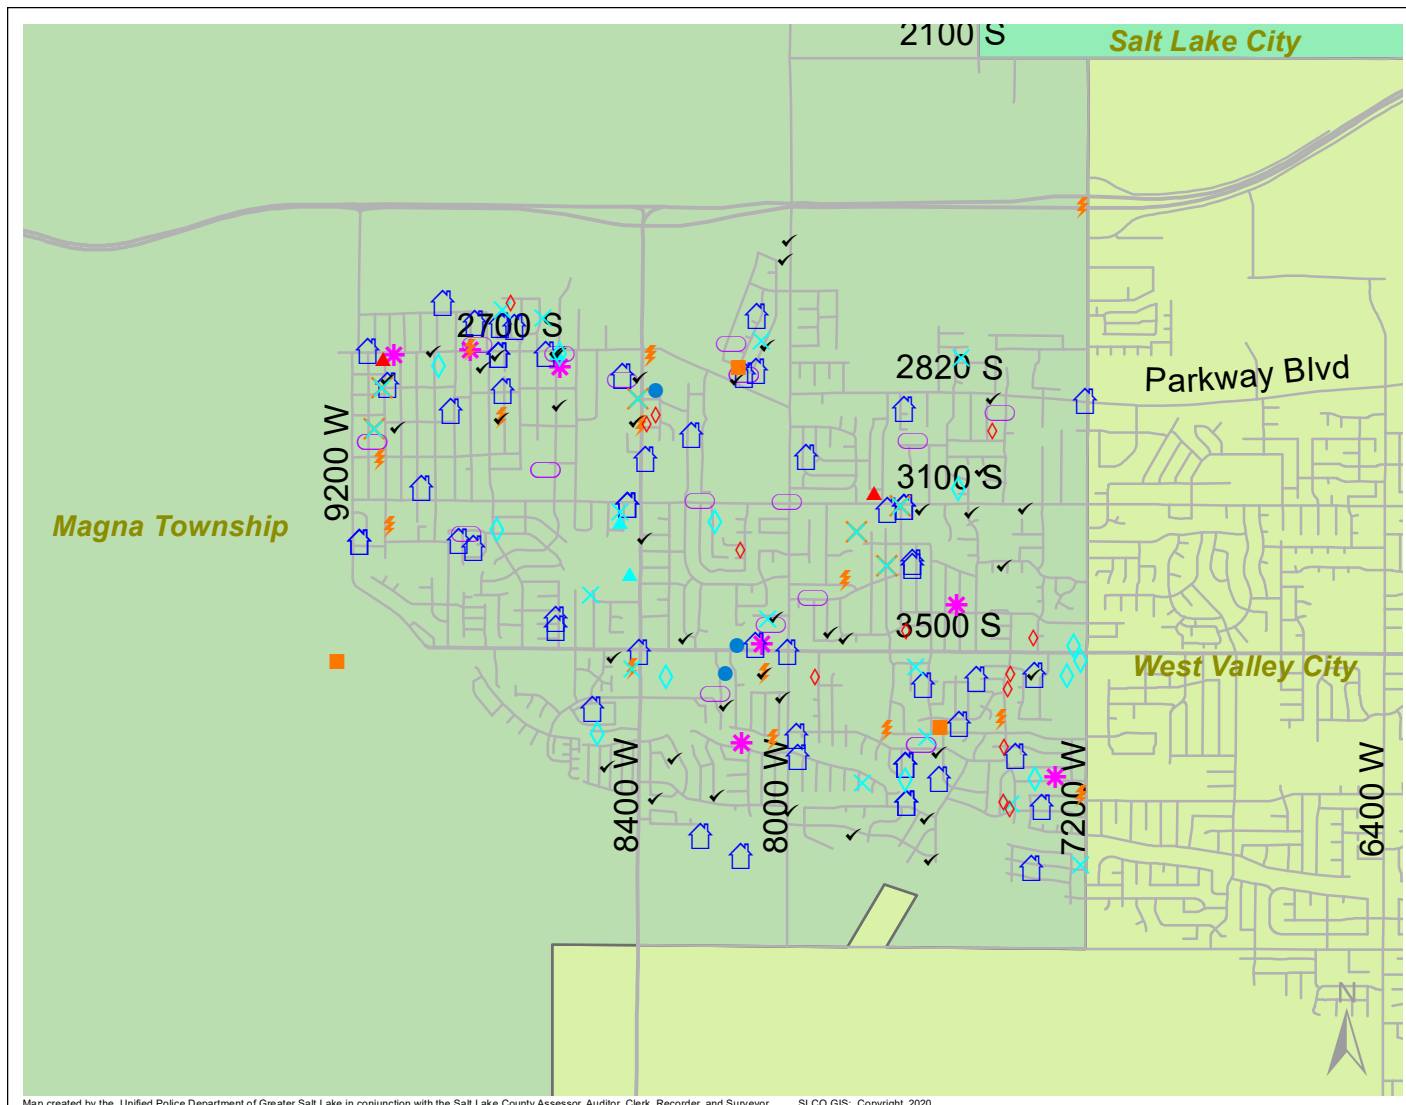 2100 S
Salt Lake City
2700 S
2820 S
Parkway Blvd
9200 W
3100 S
Magna Township
3500 S
West Valley City
8400 W
8000 W
7200 W
6400 W
N
Map created by the Unified Police Department of Greater Salt Lake in conjunction with the Salt Lake County Assessor, Auditor, Clerk, Recorder, and Surveyor. SLCO GIS: Copyright 2020